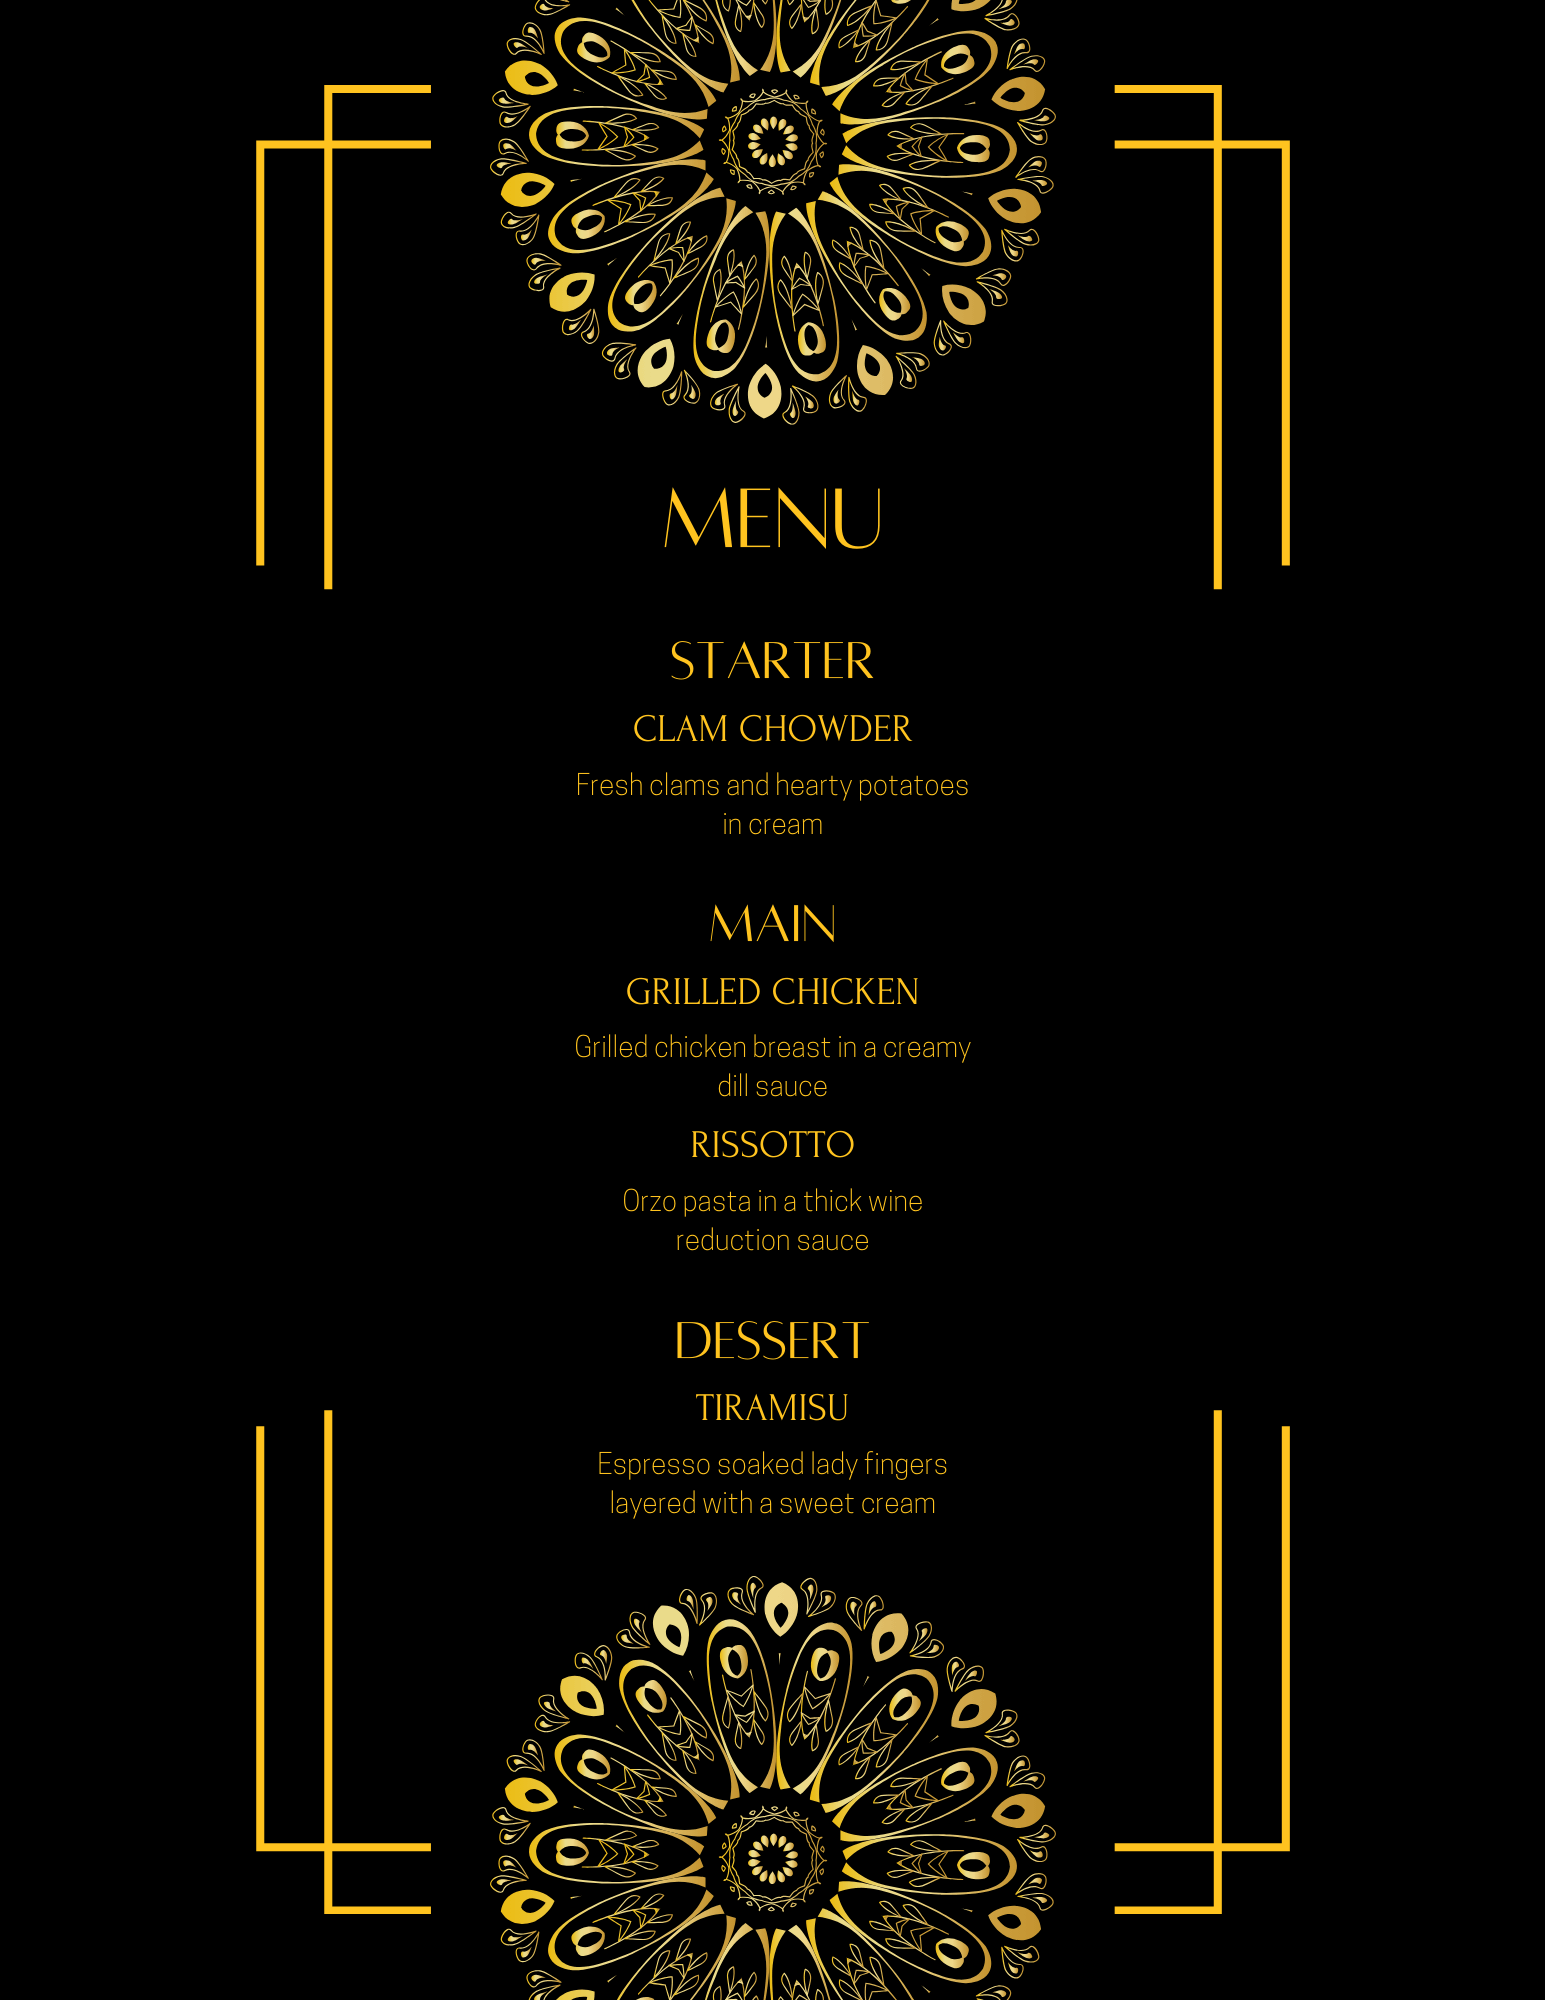 MENU
STARTER
CLAM CHOWDER
Fresh clams and hearty potatoes
in cream
MAIN
GRILLED CHICKEN
Grilled chicken breast in a creamy
dill sauce
RISSOTTO
Orzo pasta in a thick wine
reduction sauce
DESSERT
TIRAMISU
Espresso soaked lady fingers
layered with a sweet cream